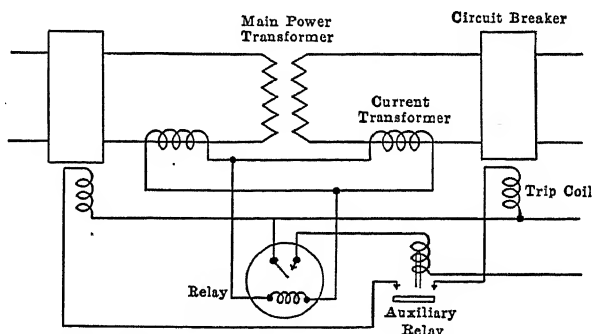 Main Power
Transformer
Circuit Breaker
Current
Transformer
Trip Coil
Relay
Auxiliary
Relay